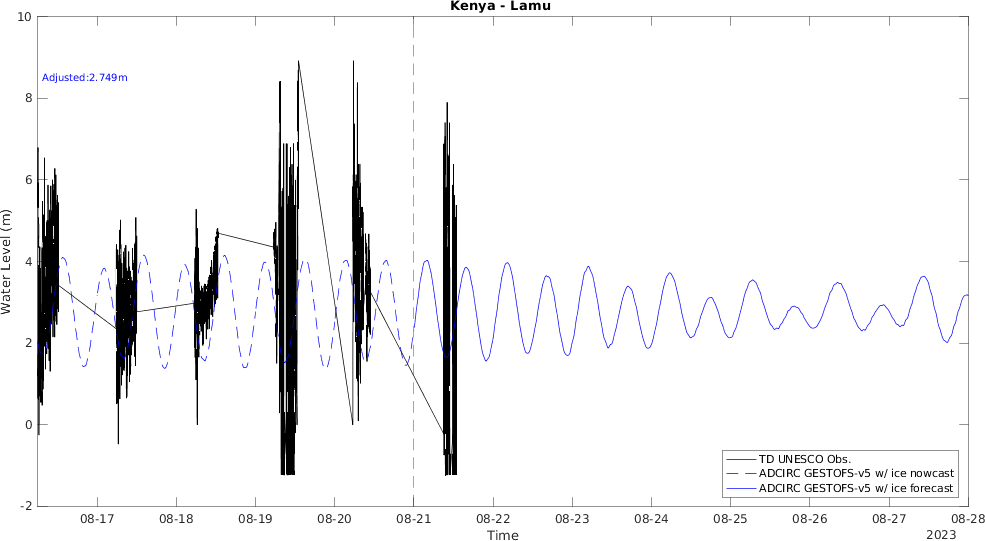 Kenya - Lamu
10
8
6
4
2
0
-2
Water Level (m)
Adjusted:2.749m
TD UNESCO Obs.
ADCIRC GESTOFS-v5 w/ ice nowcast
ADCIRC GESTOFS-v5 w/ ice forecast
08-17 08-18 08-19 08-20 08-21 08-22 08-23 08-24 08-25 08-26 08-27 08-28
Time
2023